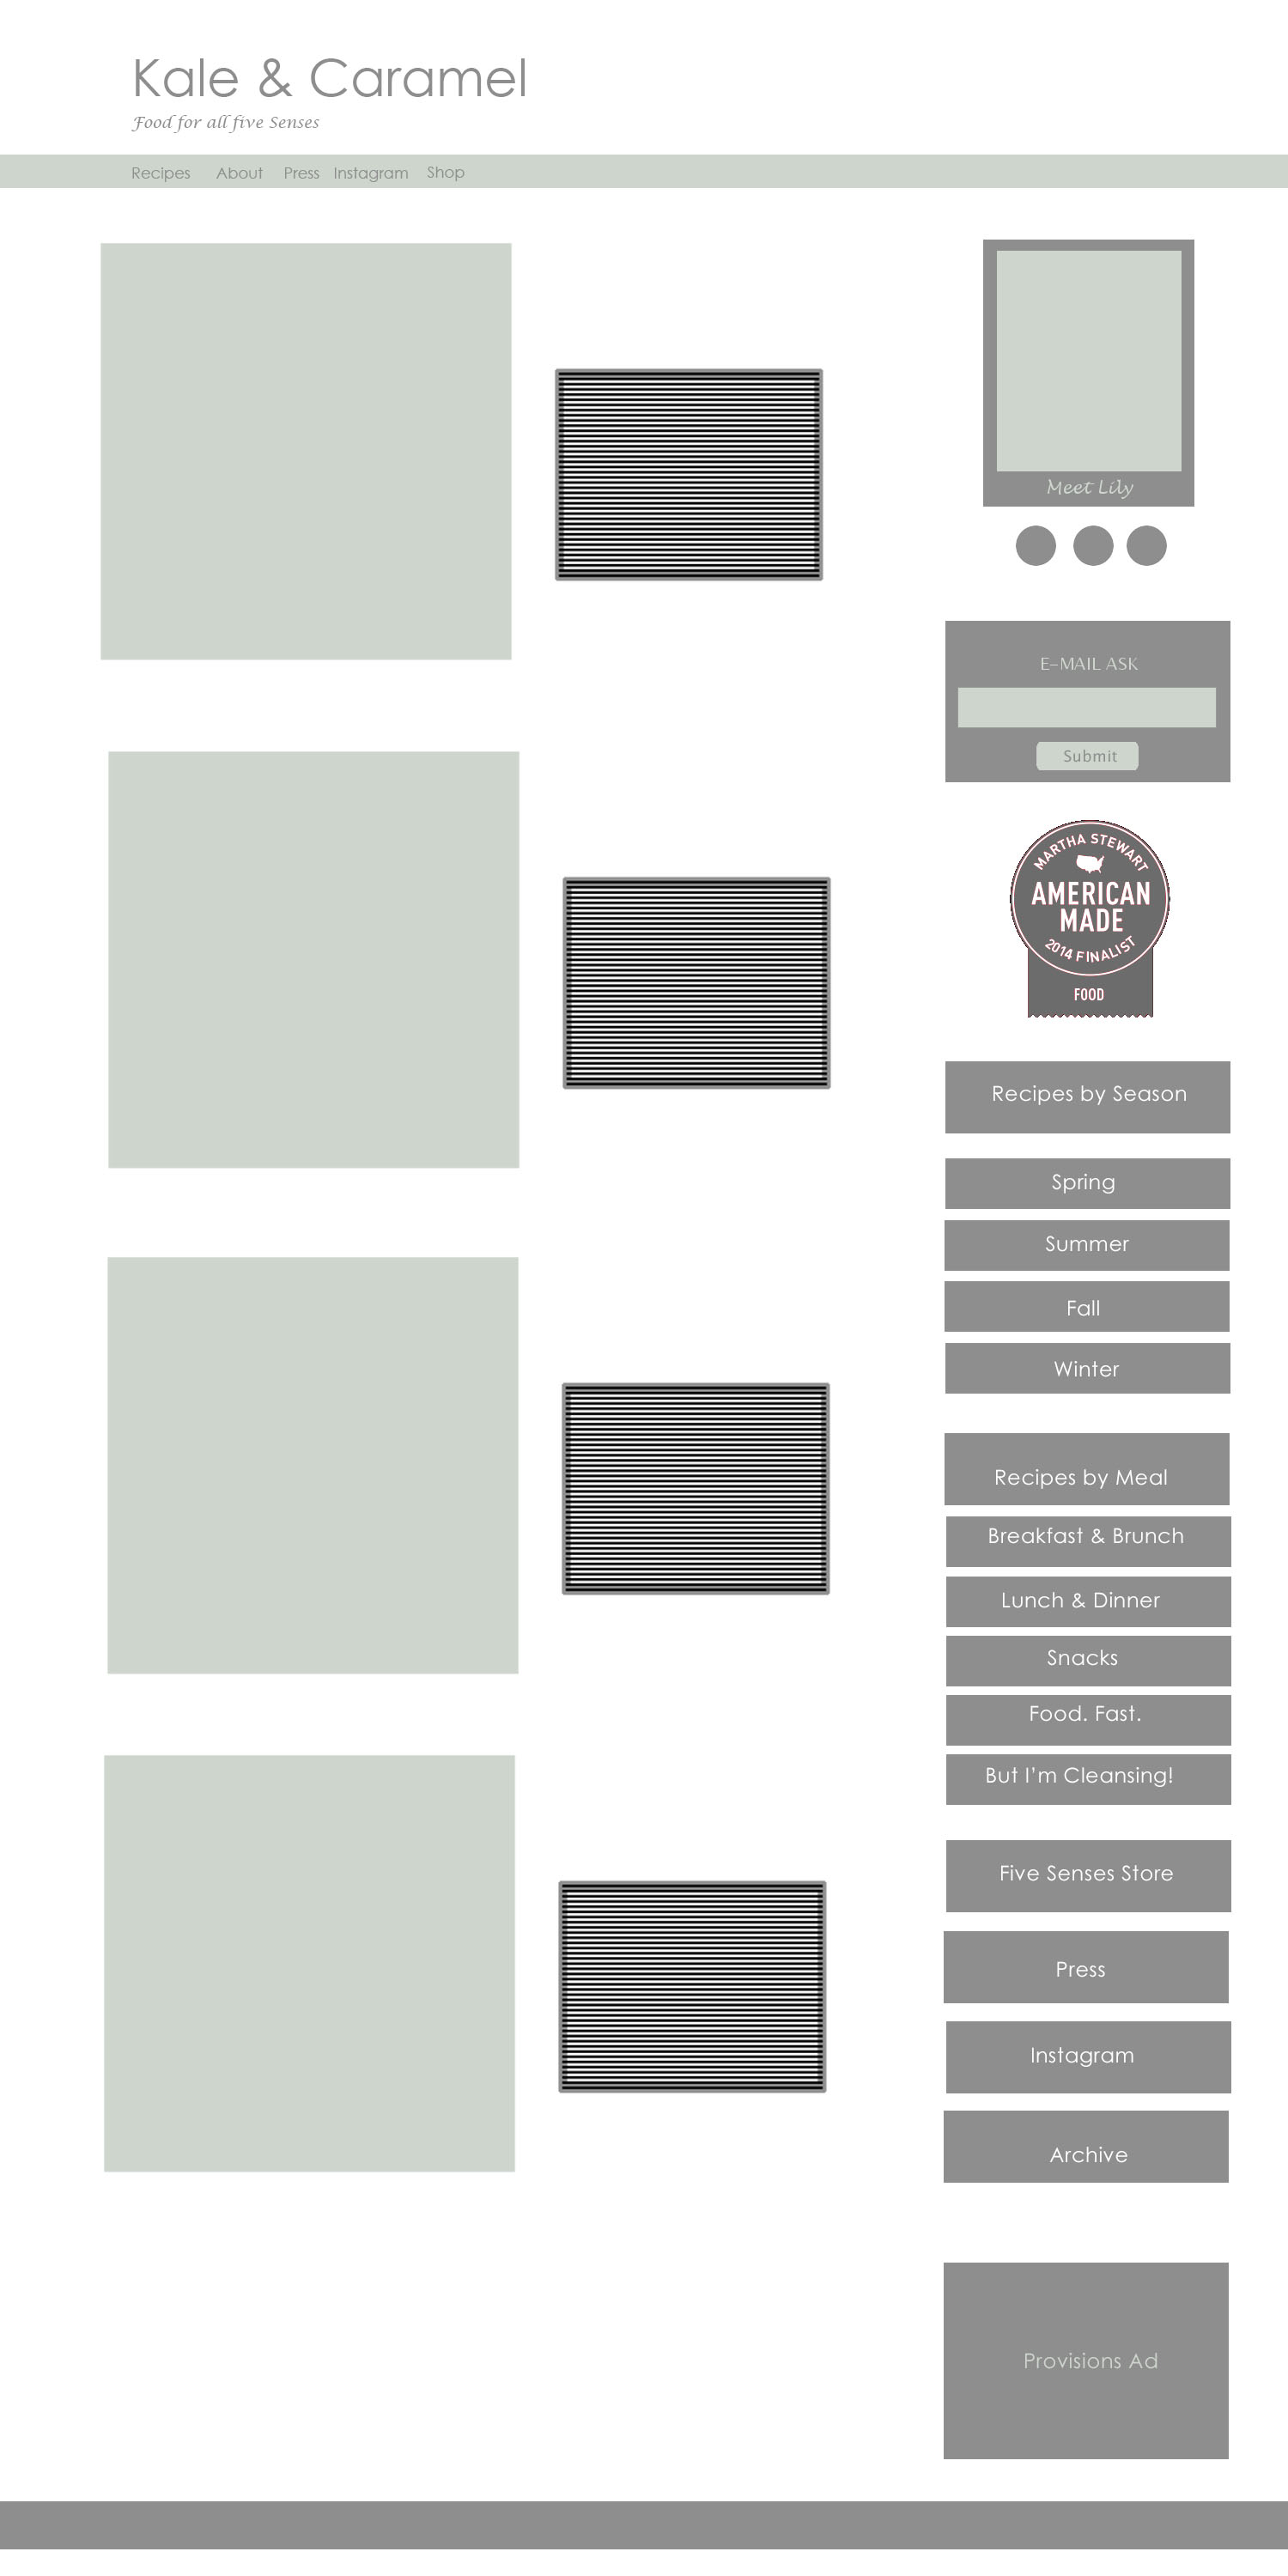 Kale & Caramel
Food for all five Senses
Recipes About Press Instagram Shop
Meet Lily
E-MAIL ASK
Submit
MARTHA STEWART
AMERICAN
MADE
2014 FINALIST
FOOD
Recipes by Season
Spring
Summer
Fall
Winter
Recipes by Meal
Breakfast & Brunch
Lunch & Dinner
Snacks
Food. Fast.
But I’m Cleansing!
Five Senses Store
Press
Instagram
Archive
Provisions Ad